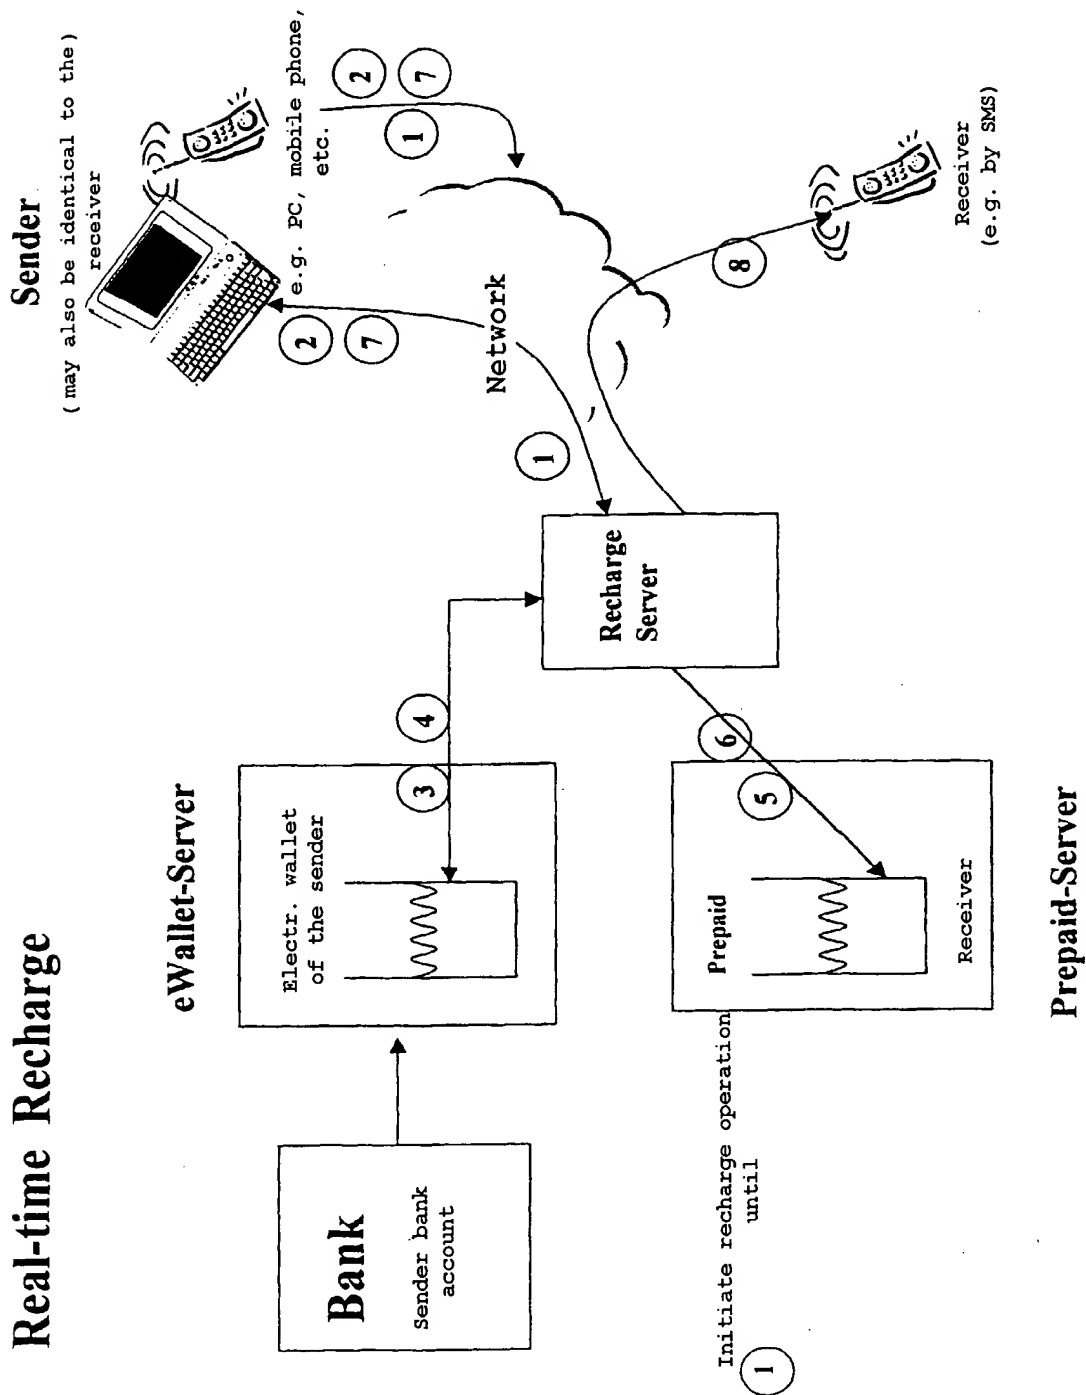 Real-time Recharge
Sender
( may also be identical to the )
receiver
eWallet-Server
Bank
Sender bank
account
Electr. wallet
of the sender
3
4
e.g. PC, mobile phone,
etc.
2
7
2
7
1
Network
1
Recharge
Server
8
Receiver
(e.g. by SMS)
6
5
Prepaid
Receiver
Prepaid-Server
1
Initiate recharge operation
until